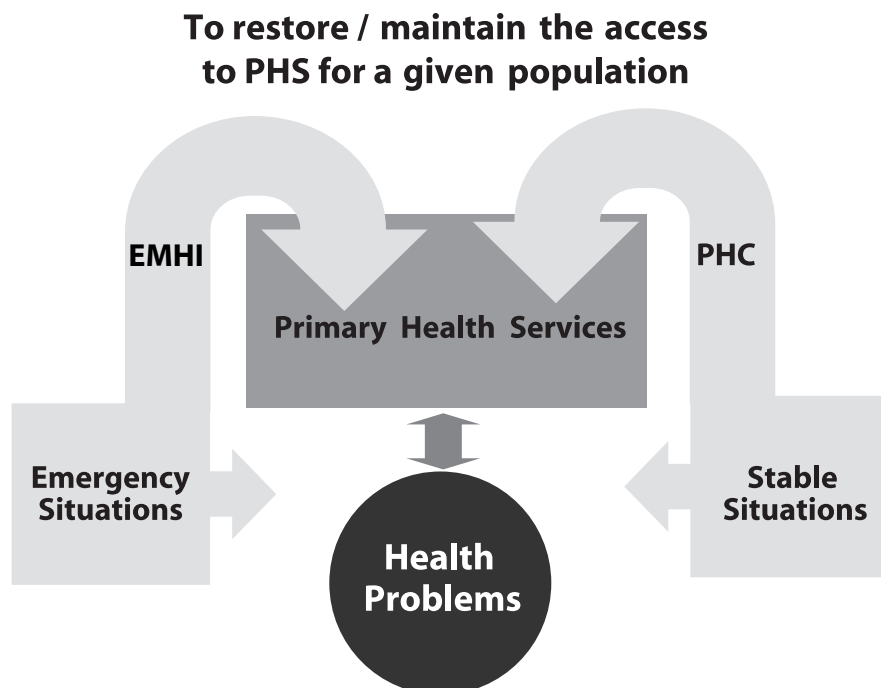 To restore / maintain the access
to PHS for a given population
EMHI
PHC
Primary Health Services
Emergency
Situations
Stable
Situations
Health
Problems